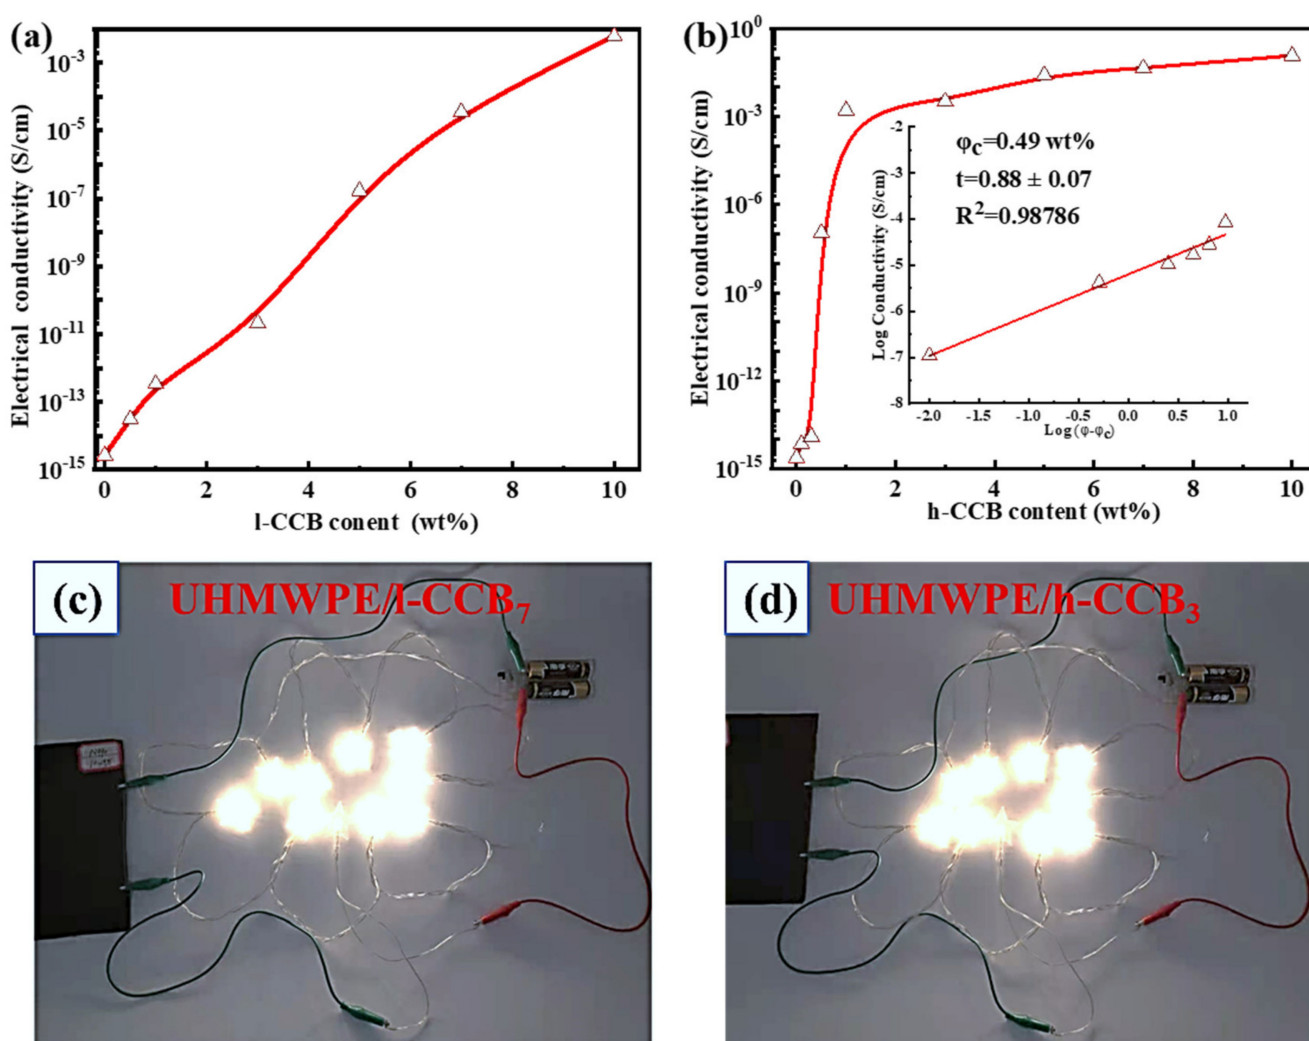 (a)
Electrical conductivity (S/cm)
10⁻³
10⁻⁵
10⁻⁷
10⁻⁹
10⁻¹¹
10⁻¹³
10⁻¹⁵
0 2 4 6 8 10
l-CCB conent (wt%)
(b)
Electrical conductivity (S/cm)
10⁰
10⁻³
10⁻⁶
10⁻⁹
10⁻¹²
10⁻¹⁵
0 2 4 6 8 10
h-CCB content (wt%)
φc=0.49 wt%
t=0.88 ± 0.07
R²=0.98786
Log Conductivity (S/cm)
-2
-3
-4
-5
-6
-7
-8
-2.0 -1.5 -1.0 -0.5 0.0 0.5 1.0
Log (φ-φc)
(c)
UHMWPE/l-CCB₇
(d)
UHMWPE/h-CCB₃